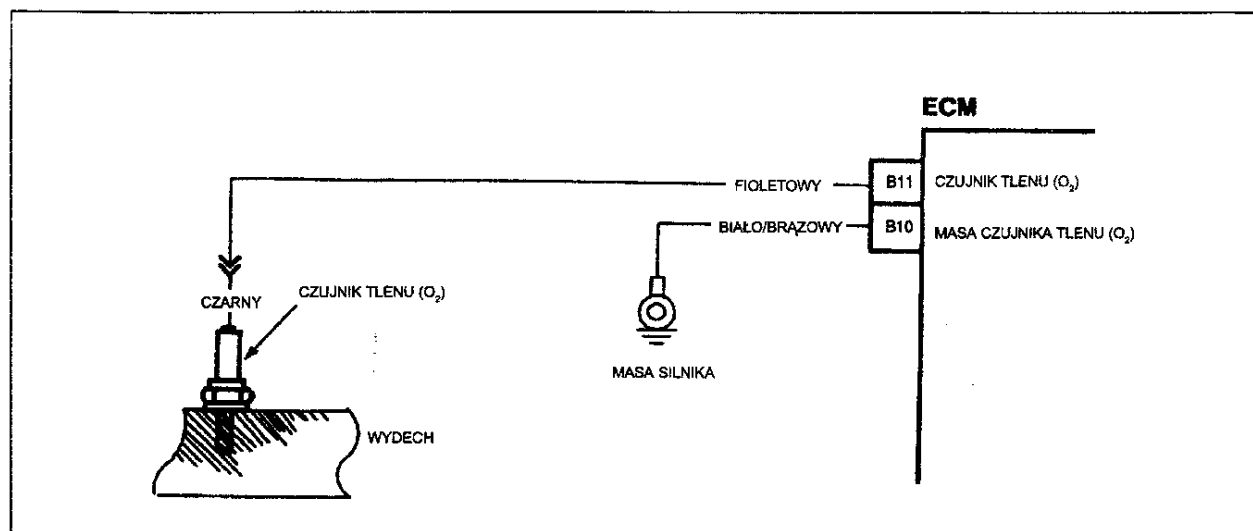 ECM
FIOLETOWY
B11
CZUJNIK TLENU (O₂)
BIAŁO/BRĄZOWY
B10
MASA CZUJNIKA TLENU (O₂)
CZARNY
CZUJNIK TLENU (O₂)
MASA SILNIKA
WYDECH